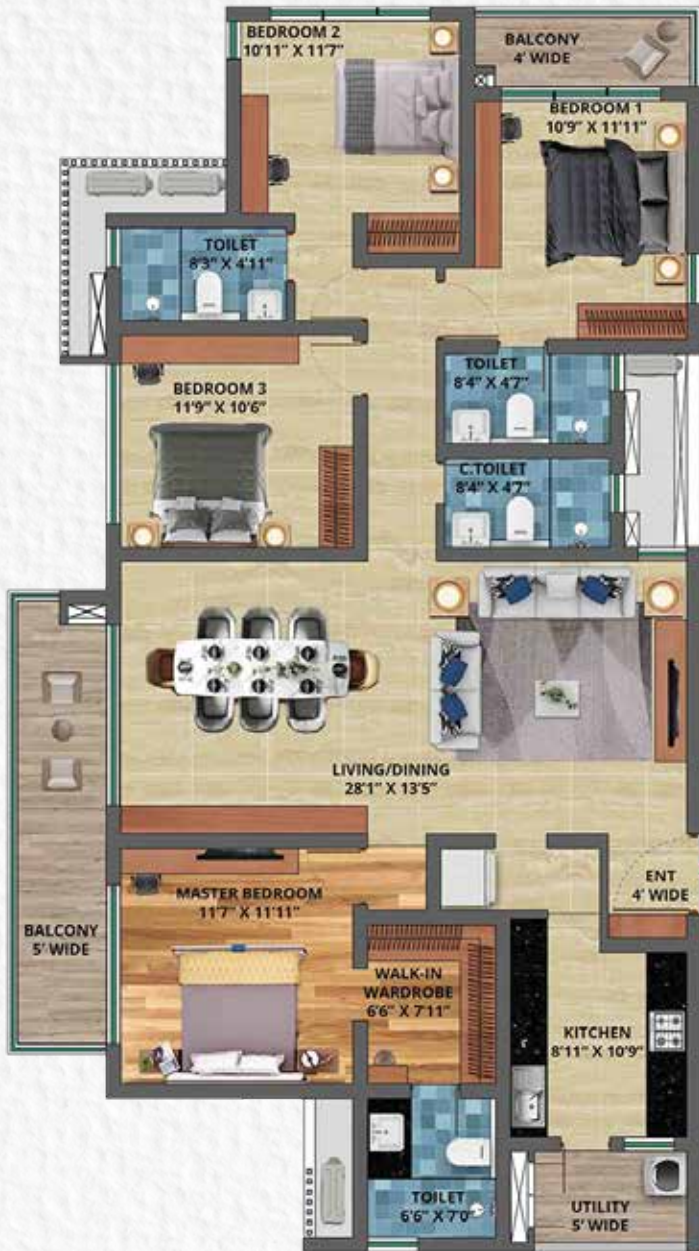 BEDROOM 2
10'11" X 11'7"
BALCONY
4' WIDE
BEDROOM 1
10'9" X 11'11"
TOILET
8'3" X 4'11"
TOILET
8'4" X 4'7"
BEDROOM 3
11'9" X 10'6"
C.TOILET
8'4" X 4'7"
LIVING/DINING
28'1" X 13'5"
ENT
4' WIDE
MASTER BEDROOM
11'7" X 11'11"
BALCONY
5' WIDE
WALK-IN
WARDROBE
6'6" X 7'11"
KITCHEN
8'11" X 10'9"
TOILET
6'6" X 7'0"
UTILITY
5' WIDE